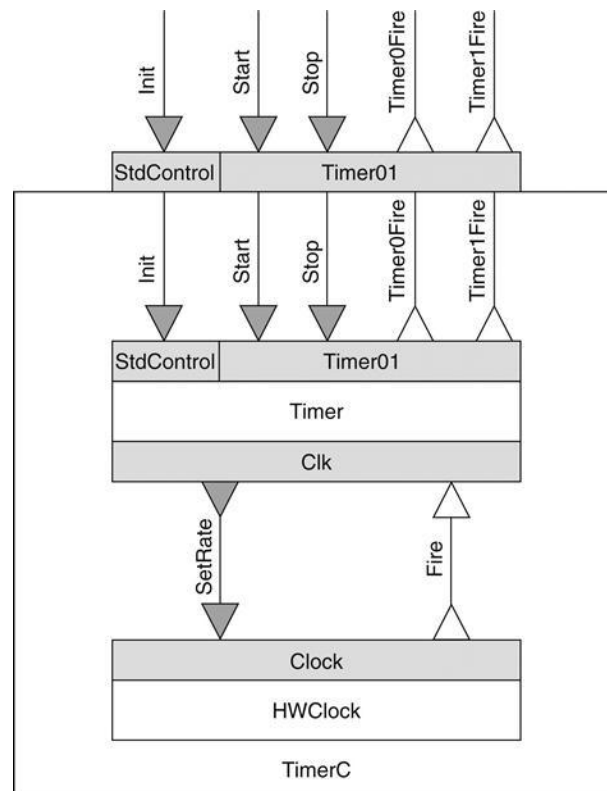 Init
Start
Stop
Timer0Fire
Timer1Fire
StdControl
Timer01
Init
Start
Stop
Timer0Fire
Timer1Fire
StdControl
Timer01
Timer
Clk
SetRate
Fire
Clock
HWClock
TimerC